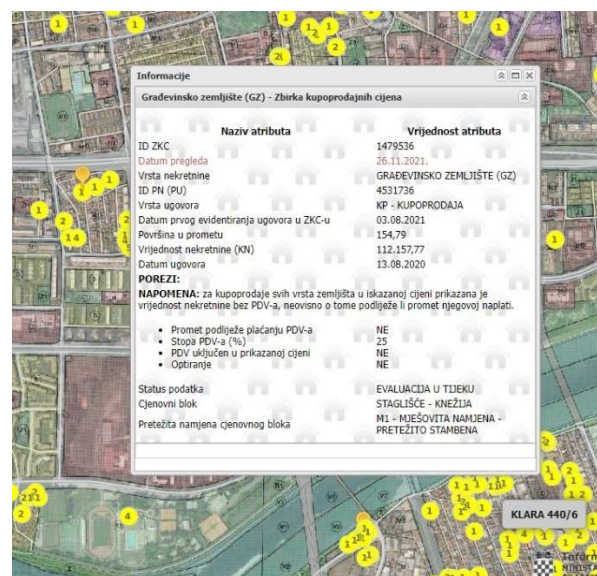 Informacije
Građevinsko zemljište (GZ) - Zbirka kupoprodajnih cijena
Naziv atributa Vrijednost atributa
ID ZKC 1479536
Datum pregleda 26.11.2021.
Vrsta nekretnine GRAĐEVINSKO ZEMLJIŠTE (GZ)
ID PN (PU) 4531736
Vrsta ugovora KP - KUPOPRODAJA
Datum prvog evidentiranja ugovora u ZKC-u 03.08.2021
Površina u prometu 154,79
Vrijednost nekretnine (KN) 112.157,77
Datum ugovora 13.08.2020
POREZI:
NAPOMENA: za kupoprodaje svih vrsta zemljišta u iskazanoj cijeni prikazana je
vrijednost nekretnine bez PDV-a, neovisno o tome podliježe li promet njegovoj naplati.
• Promet podliježe plaćanju PDV-a NE
• Stopa PDV-a (%) 25
• PDV uključen u prikazanoj cijeni NE
• Optiranje NE
Status podatka EVALUACIJA U TIJEKU
Cjenovni blok STAGLIŠĆE - KNEŽIJA
Pretežita namjena cjenovnog bloka M1 - MJEŠOVITA NAMJENA -
PRETEŽITO STAMBENA
KLARA 440/6
Inform
MINISTA